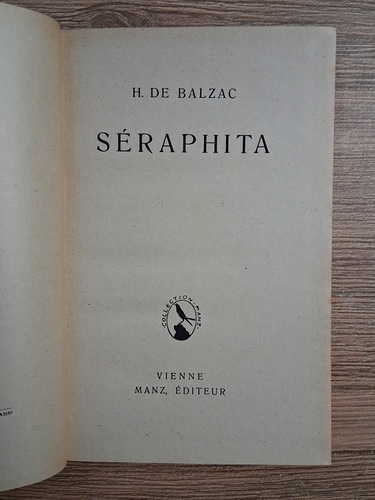 H. DE BALZAC
SÉRAPHITA
COLLECTION MANZ
VIENNE
MANZ, ÉDITEUR